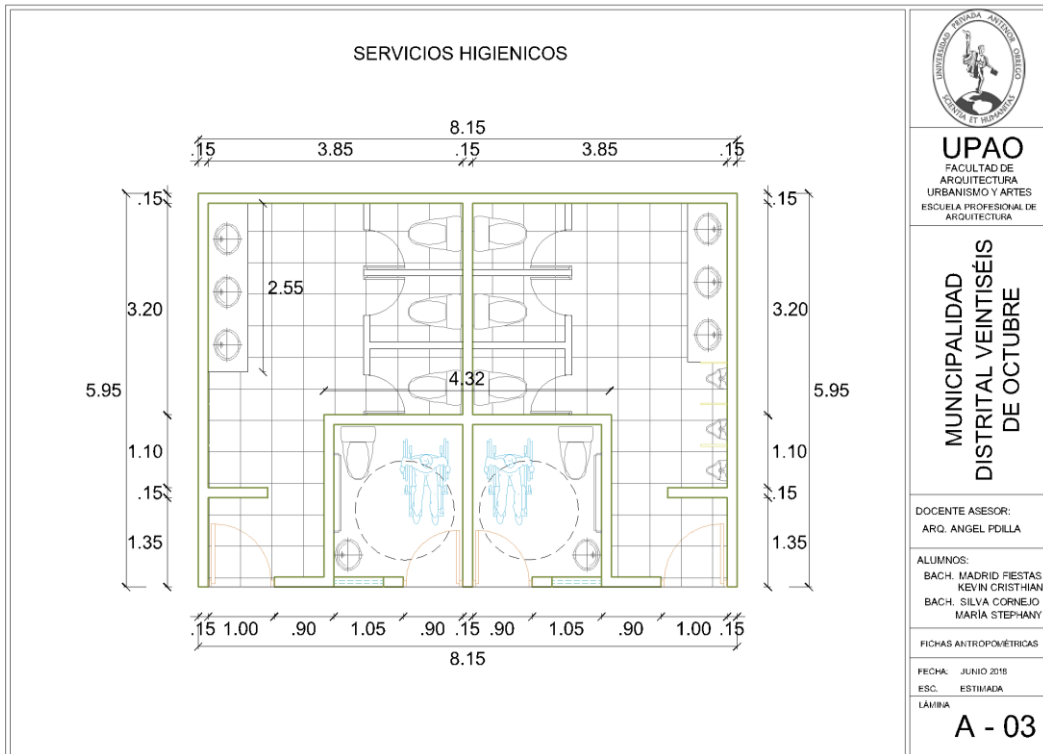 SERVICIOS HIGIENICOS
8.15
.15 3.85 .15 3.85 .15
.15 .15
3.20 2.55 3.20
5.95 4.32 5.95
1.10 1.10
.15 .15
1.35 1.35
.15 1.00 .90 1.05 .90 .15 .90 1.05 .90 1.00 .15
8.15
UNIVERSIDAD PRIVADA ANTENOR ORREGO
SCIENTIA ET HUMANITAS
UPAO
FACULTAD DE
ARQUITECTURA
URBANISMO Y ARTES
ESCUELA PROFESIONAL DE
ARQUITECTURA
MUNICIPALIDAD
DISTRITAL VEINTISÉIS
DE OCTUBRE
DOCENTE ASESOR:
ARQ. ANGEL PDILLA
ALUMNOS:
BACH. MADRID FIESTAS
KEVIN CRISTHIAN
BACH. SILVA CORNEJO
MARÍA STEPHANY
FICHAS ANTROPOMÉTRICAS
FECHA: JUNIO 2018
ESC. ESTIMADA
LÁMINA
A - 03